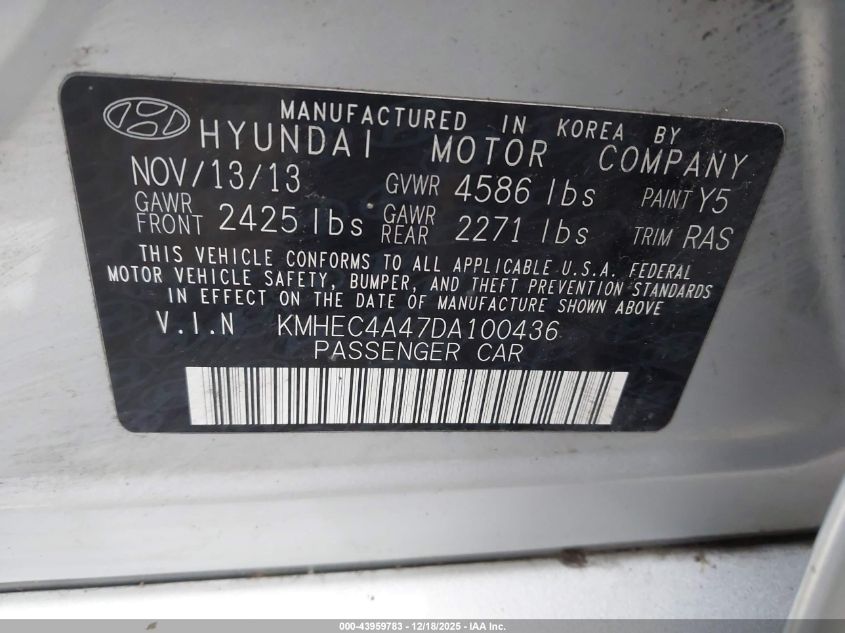 MANUFACTURED IN KOREA BY
HYUNDAI MOTOR COMPANY
NOV/13/13 GVWR 4586 lbs PAINT Y5
GAWR FRONT 2425 lbs GAWR REAR 2271 lbs TRIM RAS
THIS VEHICLE CONFORMS TO ALL APPLICABLE U.S.A. FEDERAL
MOTOR VEHICLE SAFETY, BUMPER, AND THEFT PREVENTION STANDARDS
IN EFFECT ON THE DATE OF MANUFACTURE SHOWN ABOVE
V.I.N KMHEC4A47DA100436
PASSENGER CAR
000-43959783 - 12/18/2025 - IAA Inc.